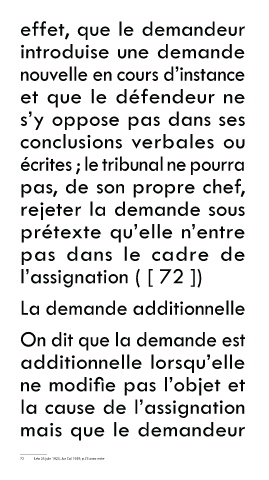 effet, que le demandeur
introduise une demande
nouvelle en cours d’instance
et que le défendeur ne
s’y oppose pas dans ses
conclusions verbales ou
écrites ; le tribunal ne pourra
pas, de son propre chef,
rejeter la demande sous
prétexte qu’elle n’entre
pas dans le cadre de
l’assignation ( [ 72 ])
La demande additionnelle
On dit que la demande est
additionnelle lorsqu’elle
ne modifie pas l’objet et
la cause de l’assignation
mais que le demandeur
72